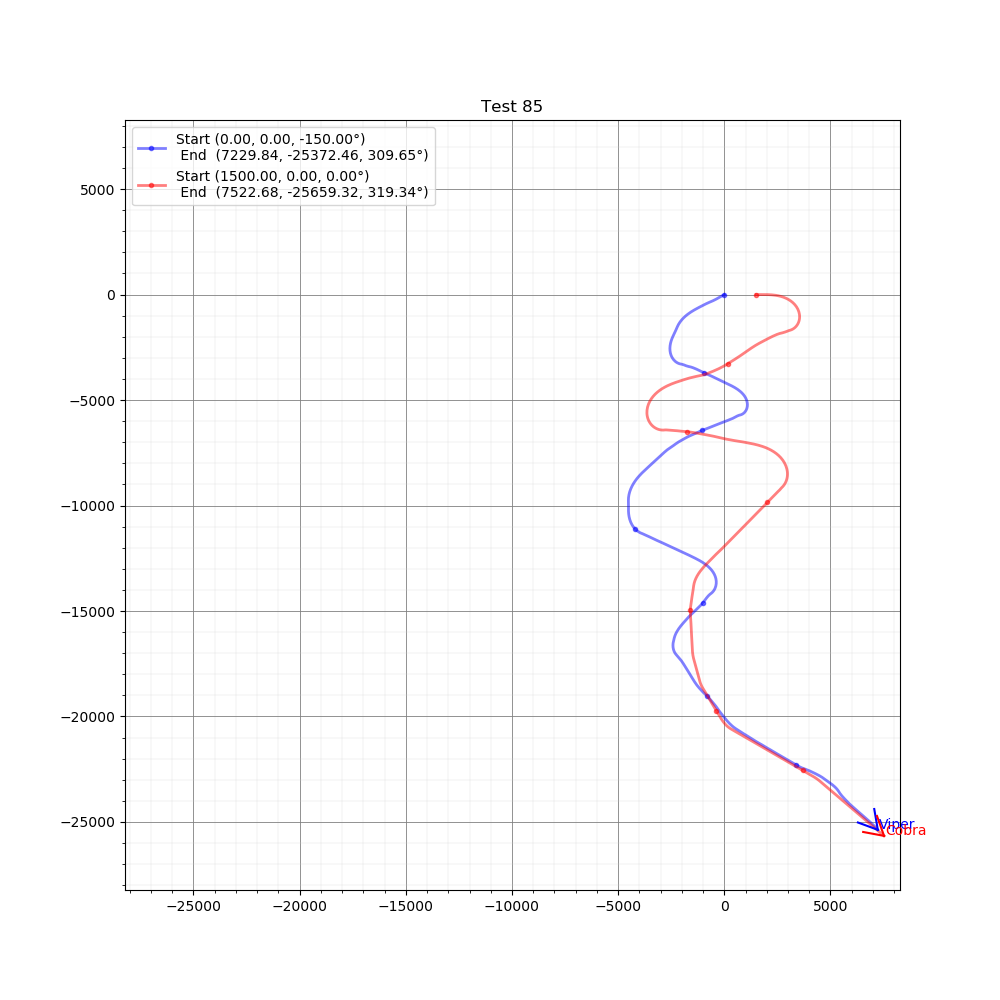 Test 85
Start (0.00, 0.00, -150.00°)
End  (7229.84, -25372.46, 309.65°)
Start (1500.00, 0.00, 0.00°)
End  (7522.68, -25659.32, 319.34°)
5000
0
−5000
−10000
−15000
−20000
−25000
Viper
Cobra
−25000 −20000 −15000 −10000 −5000 0 5000